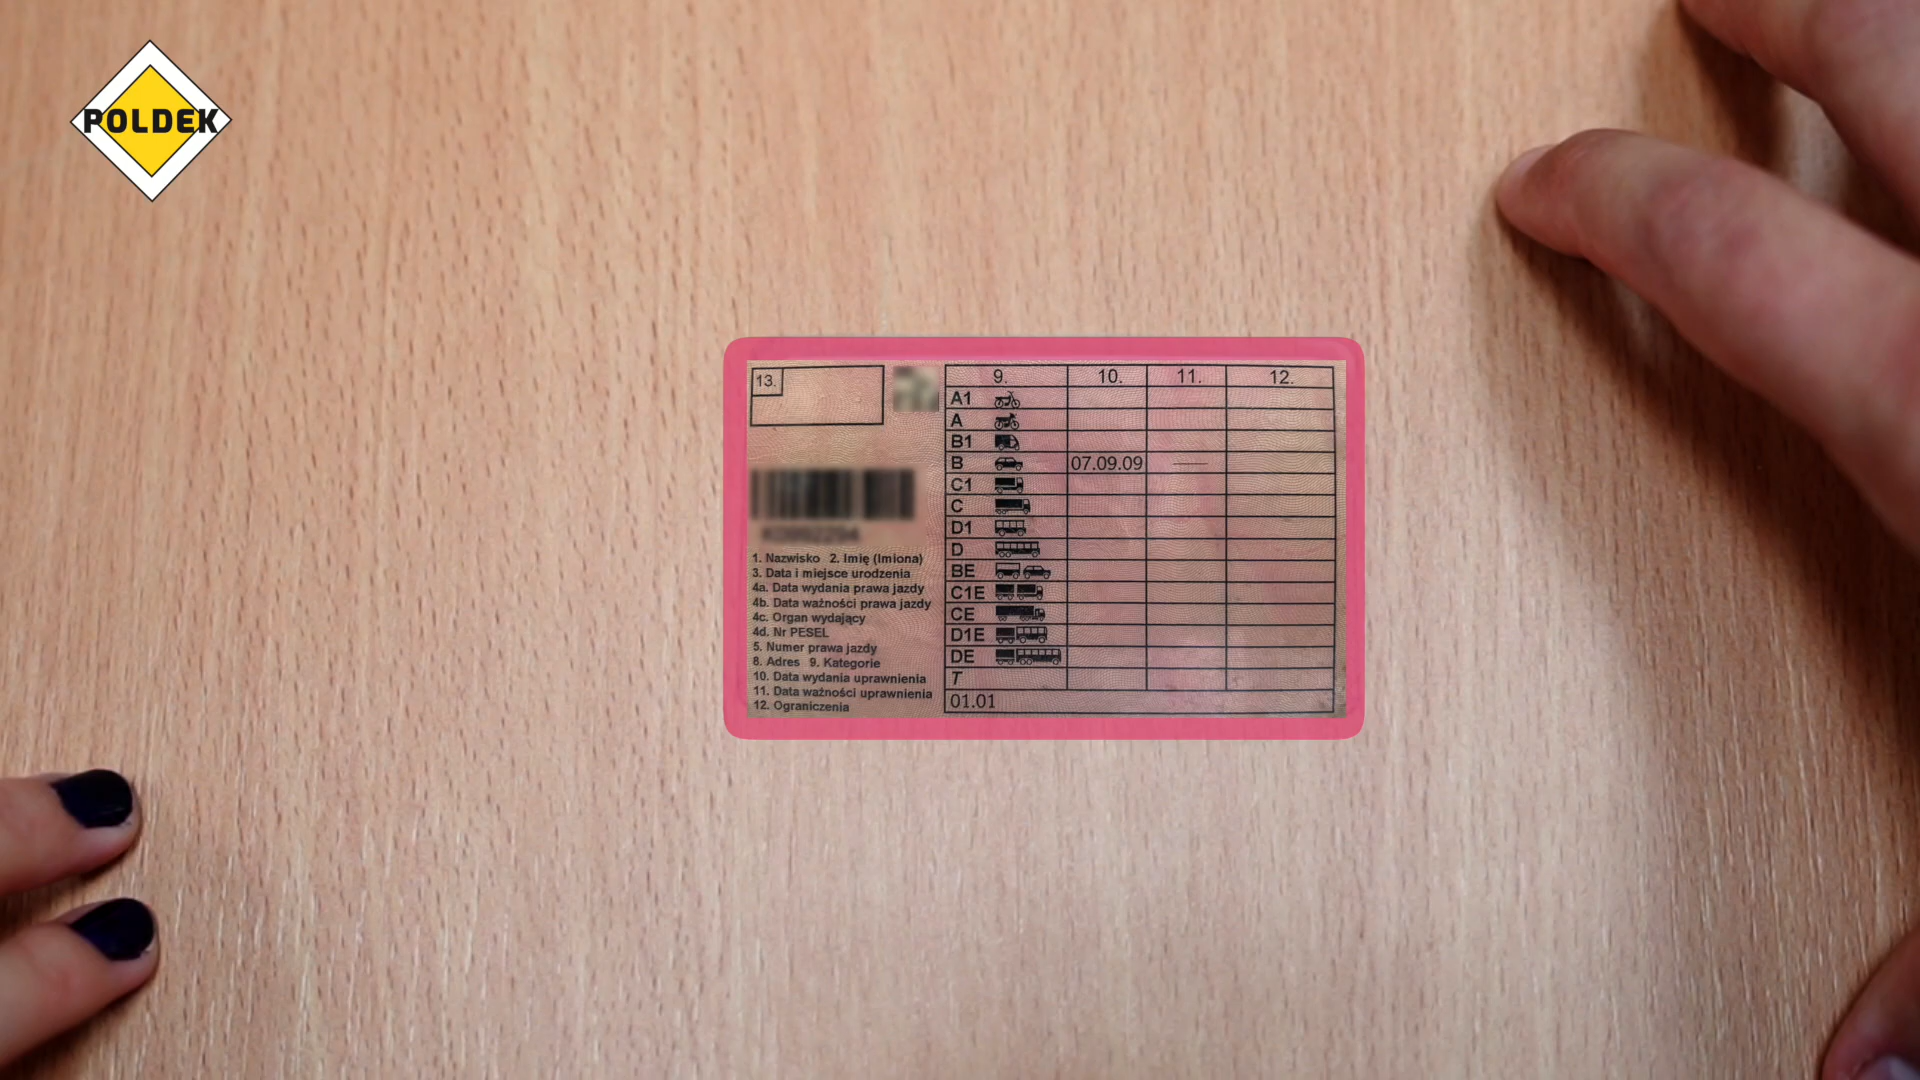 POLDEK
13.
9. 10. 11. 12.
A1
A
B1
B 07.09.09
C1
C
D1
D
BE
C1E
CE
D1E
DE
T
01.01
1. Nazwisko 2. Imię (Imiona)
3. Data i miejsce urodzenia
4a. Data wydania prawa jazdy
4b. Data ważności prawa jazdy
4c. Organ wydający
4d. Nr PESEL
5. Numer prawa jazdy
8. Adres 9. Kategorie
10. Data wydania uprawnienia
11. Data ważności uprawnienia
12. Ograniczenia